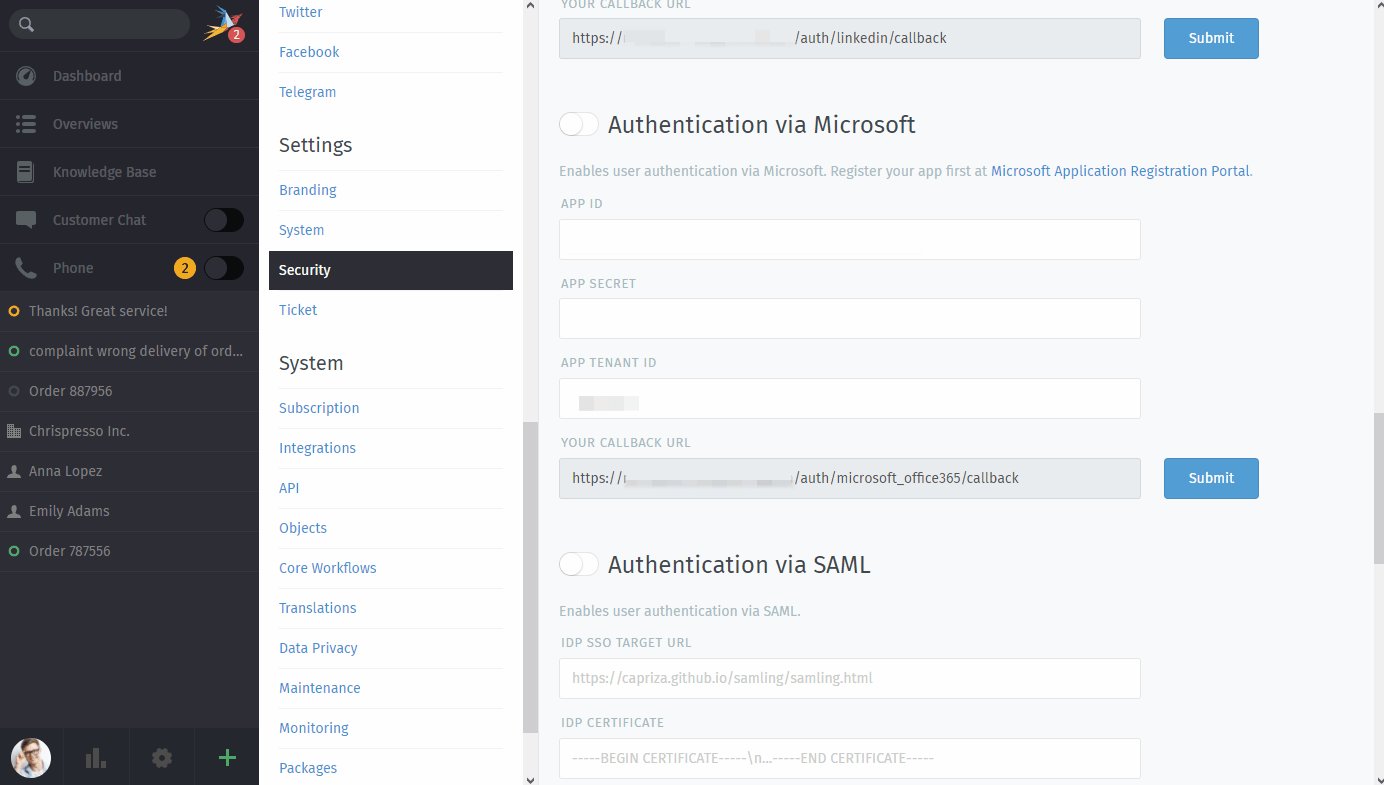 2
Dashboard
Overviews
Knowledge Base
Customer Chat
Phone
2
Thanks! Great service!
complaint wrong delivery of ord...
Order 887956
Chrispresso Inc.
Anna Lopez
Emily Adams
Order 787556
Twitter
Facebook
Telegram
Settings
Branding
System
Security
Ticket
System
Subscription
Integrations
API
Objects
Core Workflows
Translations
Data Privacy
Maintenance
Monitoring
Packages
YOUR CALLBACK URL
https:// /auth/linkedin/callback
Submit
Authentication via Microsoft
Enables user authentication via Microsoft. Register your app first at Microsoft Application Registration Portal.
APP ID
APP SECRET
APP TENANT ID
YOUR CALLBACK URL
https:// /auth/microsoft_office365/callback
Submit
Authentication via SAML
Enables user authentication via SAML.
IDP SSO TARGET URL
https://capriza.github.io/samling/samling.html
IDP CERTIFICATE
-----BEGIN CERTIFICATE-----\n...-----END CERTIFICATE-----